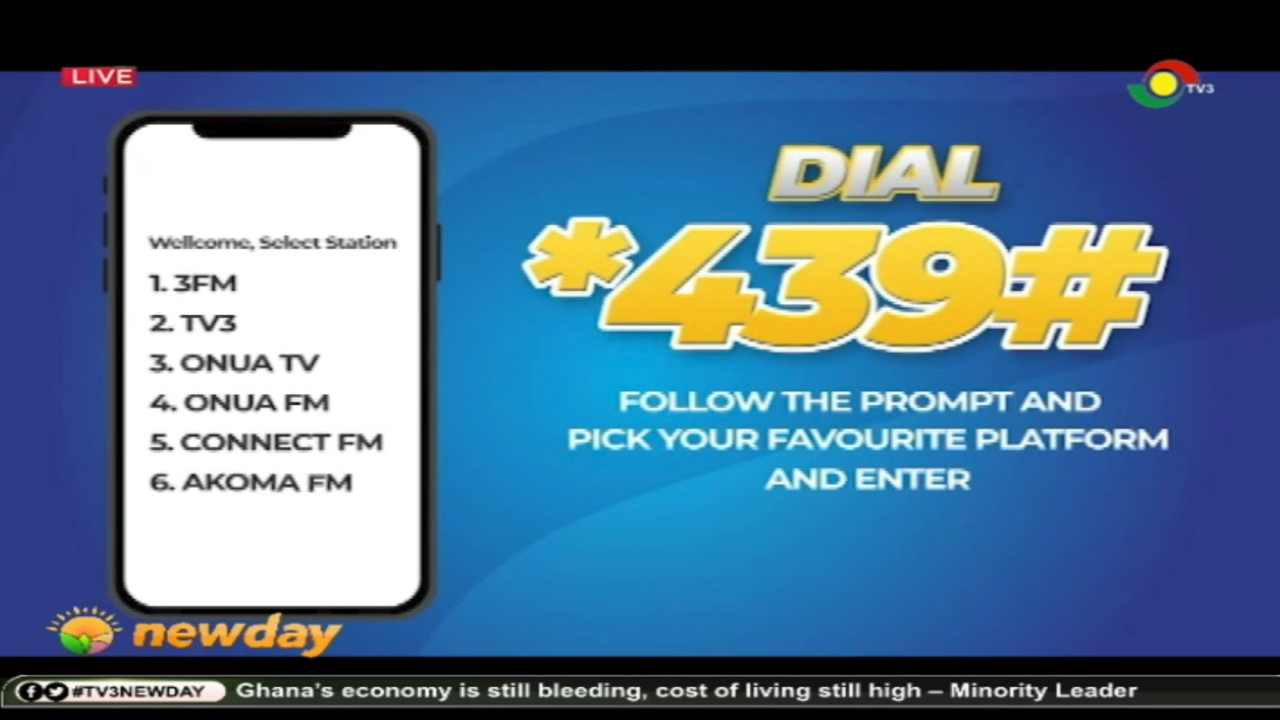 LIVE
TV3
Wellcome, Select Station
1. 3FM
2. TV3
3. ONUA TV
4. ONUA FM
5. CONNECT FM
6. AKOMA FM
DIAL
*439#
FOLLOW THE PROMPT AND
PICK YOUR FAVOURITE PLATFORM
AND ENTER
newday
#TV3NEWDAY Ghana's economy is still bleeding, cost of living still high – Minority Leader